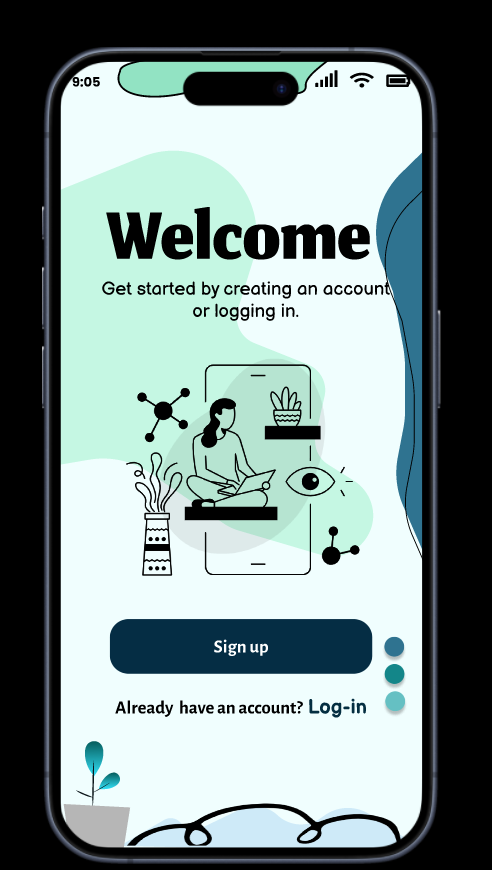 9:05
Welcome
Get started by creating an account
or logging in.
Sign up
Already have an account? Log-in